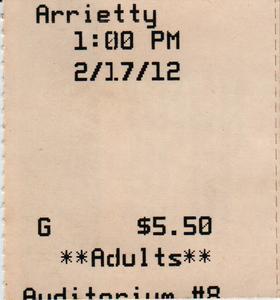 Arrietty
1:00 PM
2/17/12
G $5.50
**Adults**
Auditorium #8